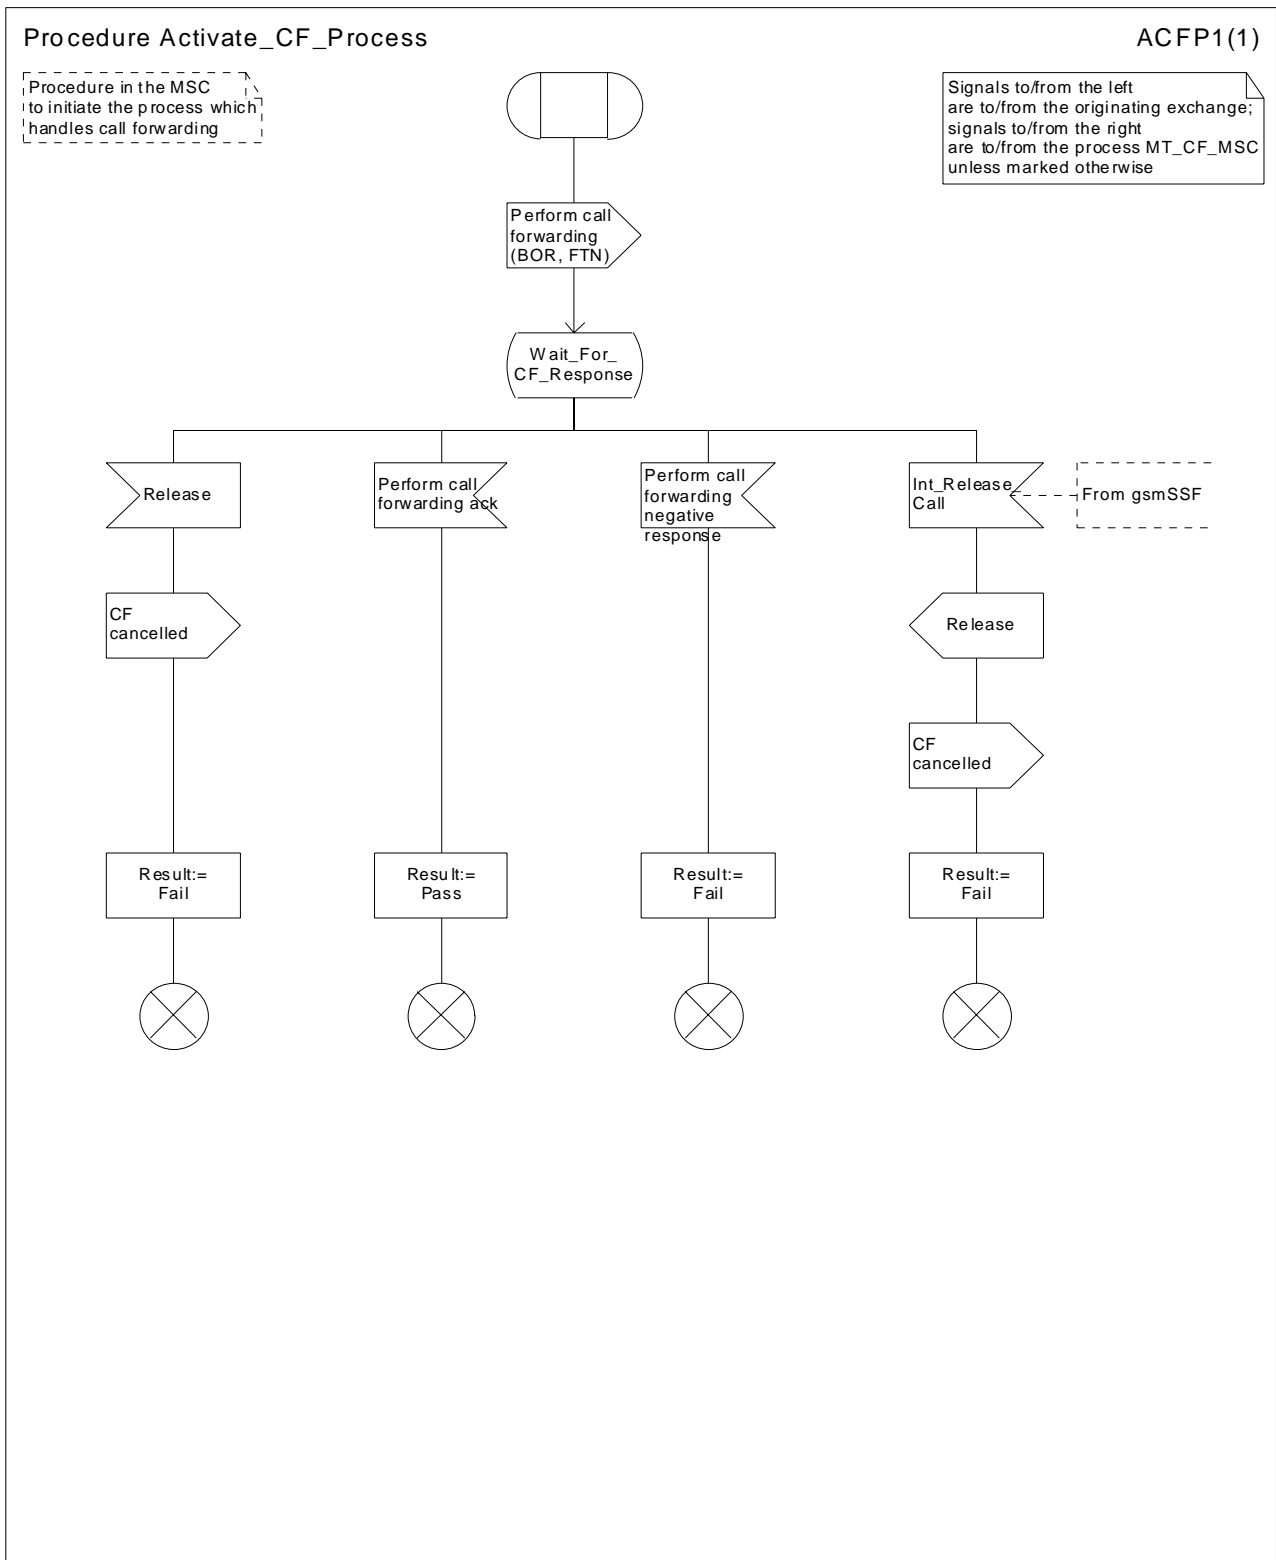 Procedure Activate_CF_Process
ACFP1(1)
Procedure in the MSC
to initiate the process which
handles call forwarding
Signals to/from the left
are to/from the originating exchange;
signals to/from the right
are to/from the process MT_CF_MSC
unless marked otherwise
Perform call
forwarding
(BOR, FTN)
Wait_For_
CF_Response
Release
Perform call
forwarding ack
Perform call
forwarding
negative
response
Int_Release
Call
From gsmSSF
CF
cancelled
Release
CF
cancelled
Result:=
Fail
Result:=
Pass
Result:=
Fail
Result:=
Fail